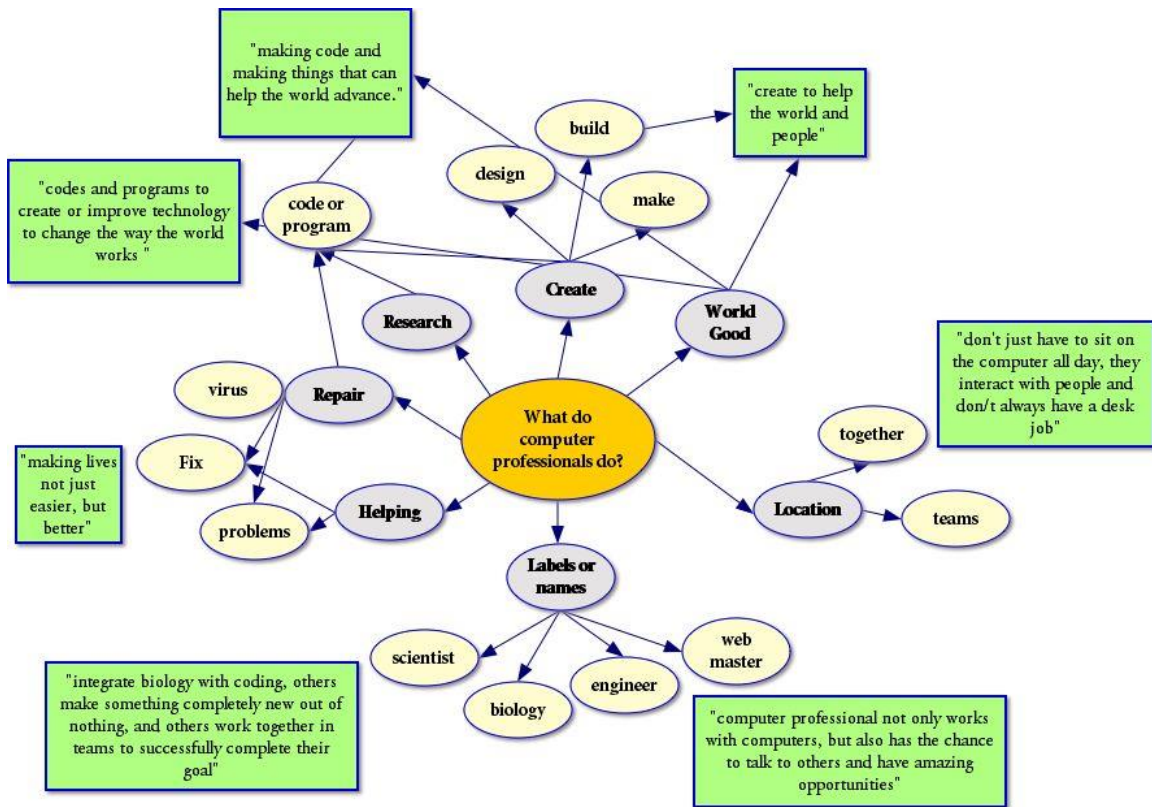 "making code and
making things that can
help the world advance."
"create to help
the world and
people"
build
design
make
"codes and programs to
create or improve technology
to change the way the world
works "
code or
program
Create
World
Good
Research
"don't just have to sit on
the computer all day, they
interact with people and
don/t always have a desk
job"
virus
Repair
What do
computer
professionals do?
together
"making lives
not just
easier, but
better"
Fix
problems
Helping
Location
teams
Labels or
names
scientist
biology
engineer
web
master
"integrate biology with coding, others
make something completely new out of
nothing, and others work together in
teams to successfully complete their
goal"
"computer professional not only works
with computers, but also has the chance
to talk to others and have amazing
opportunities"